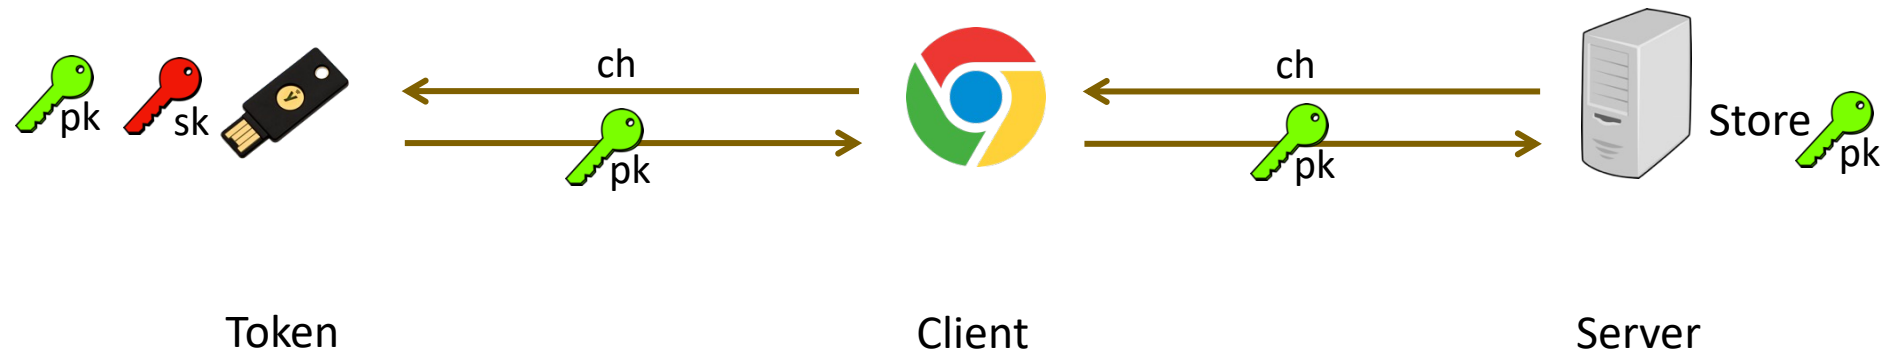 ch
ch
pk
sk
pk
pk
Store
pk
Token
Client
Server